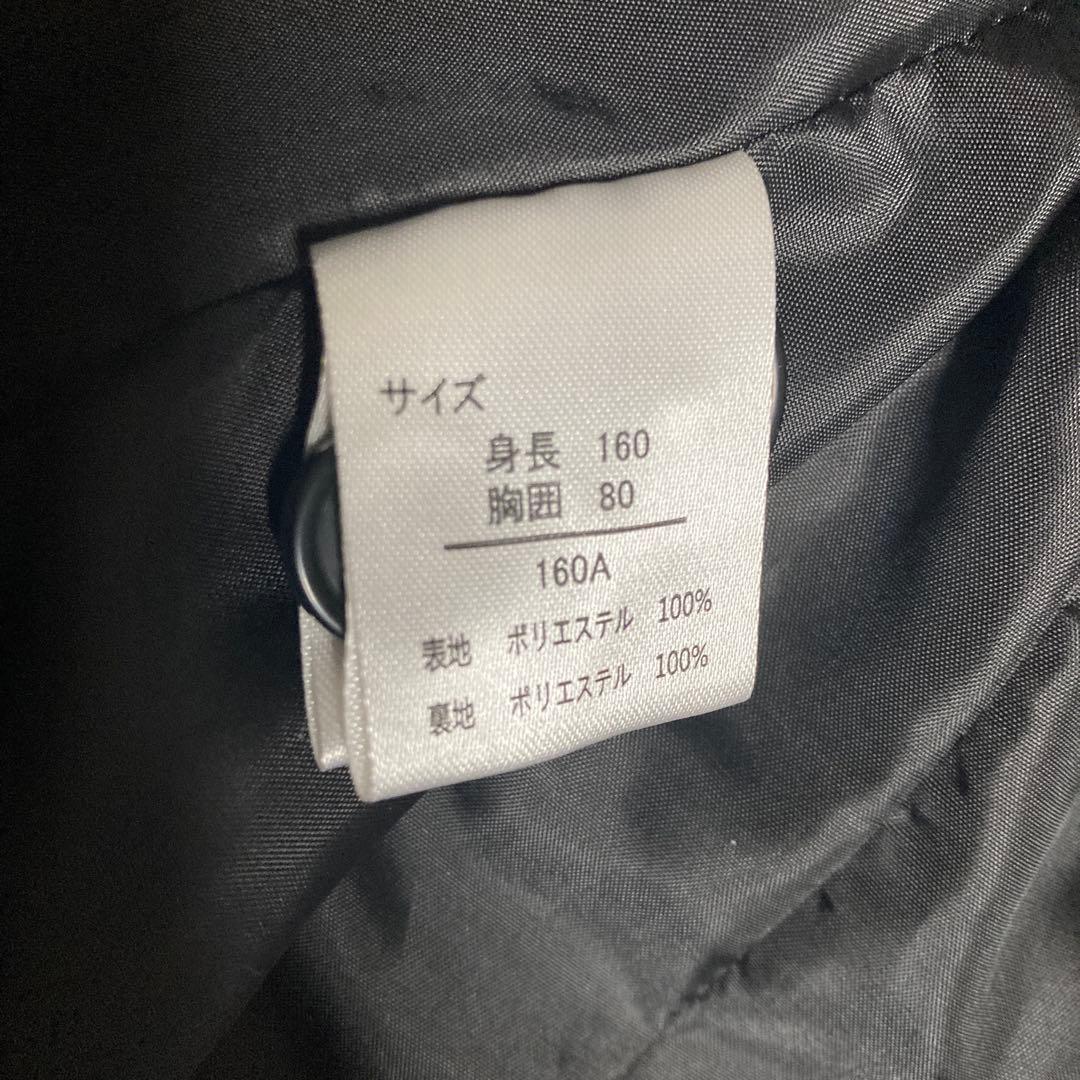 サイズ
身長 160
胸囲 80
160A
表地 ポリエステル 100%
裏地 ポリエステル 100%